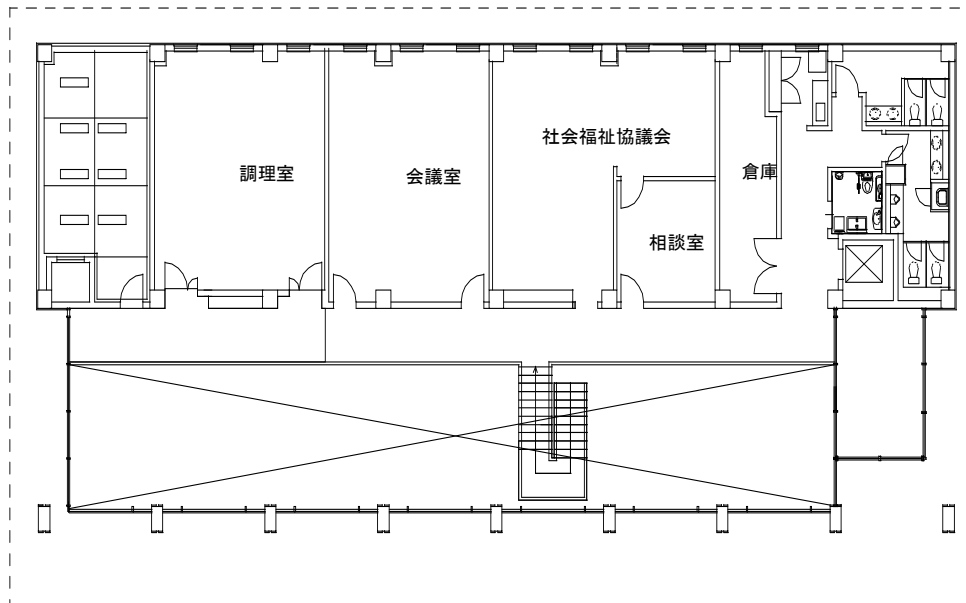 社会福祉協議会
調理室
会議室
倉庫
相談室